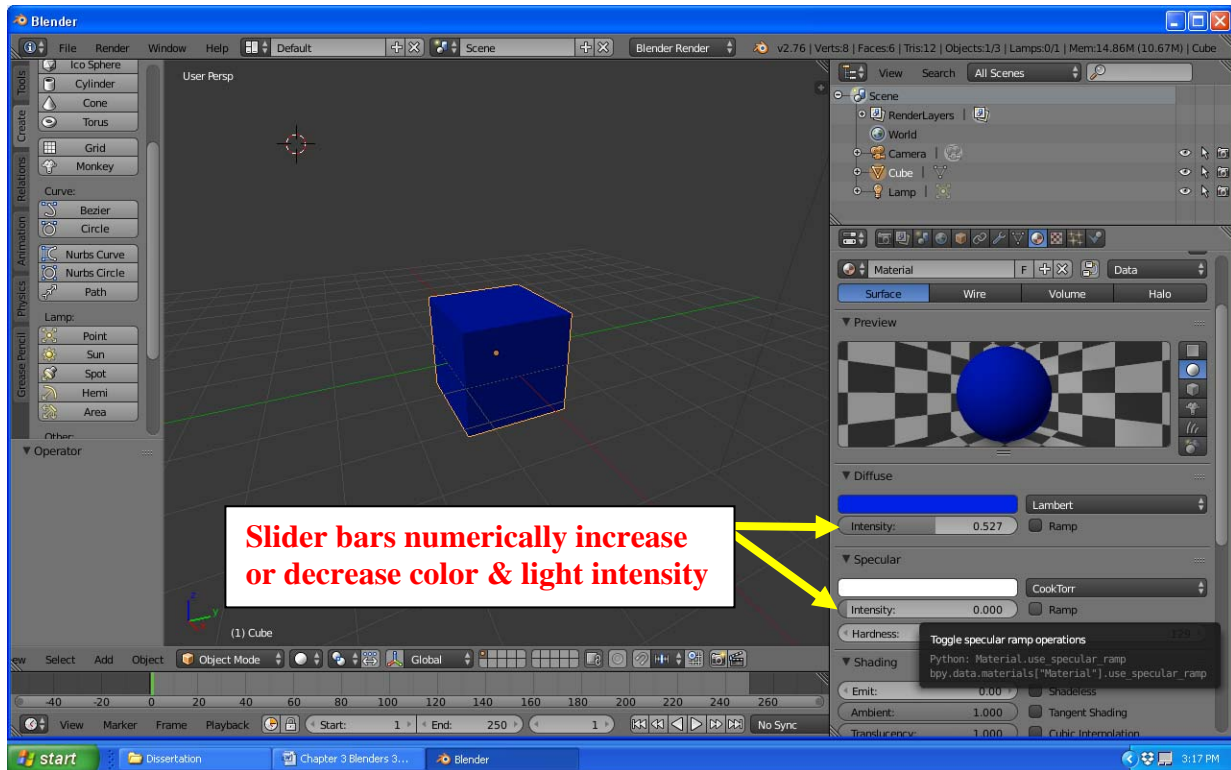 Blender
File Render Window Help Default Scene Blender Render v2.76 | Verts:8 | Faces:6 | Tris:12 | Objects:1/3 | Lamps:0/1 | Mem:14.86M (10.67M) | Cube
Tools
Create
Relations
Animation
Physics
Grease Pencil
Ico Sphere
Cylinder
Cone
Torus
Grid
Monkey
Curve:
Bezier
Circle
Nurbs Curve
Nurbs Circle
Path
Lamp:
Point
Sun
Spot
Hemi
Area
Other:
Operator
User Persp
Slider bars numerically increase
or decrease color & light intensity
z
y
(1) Cube
View Search All Scenes
Scene
RenderLayers
World
Camera
Cube
Lamp
Material F Data
Surface Wire Volume Halo
Preview
Diffuse
Lambert
Intensity: 0.527 Ramp
Specular
CookTorr
Intensity: 0.000 Ramp
Hardness:
Toggle specular ramp operations
Python: Material.use_specular_ramp
bpy.data.materials["Material"].use_specular_ramp
Shading
Emit: 0.00 Shadeless
Ambient: 1.000 Tangent Shading
Translucency: 1.000 Cubic Interpolation
ew Select Add Object Object Mode Global
-40 -20 0 20 40 60 80 100 120 140 160 180 200 220 240 260
View Marker Frame Playback Start: 1 End: 250 1 No Sync
start Dissertation Chapter 3 Blenders 3... Blender 3:17 PM